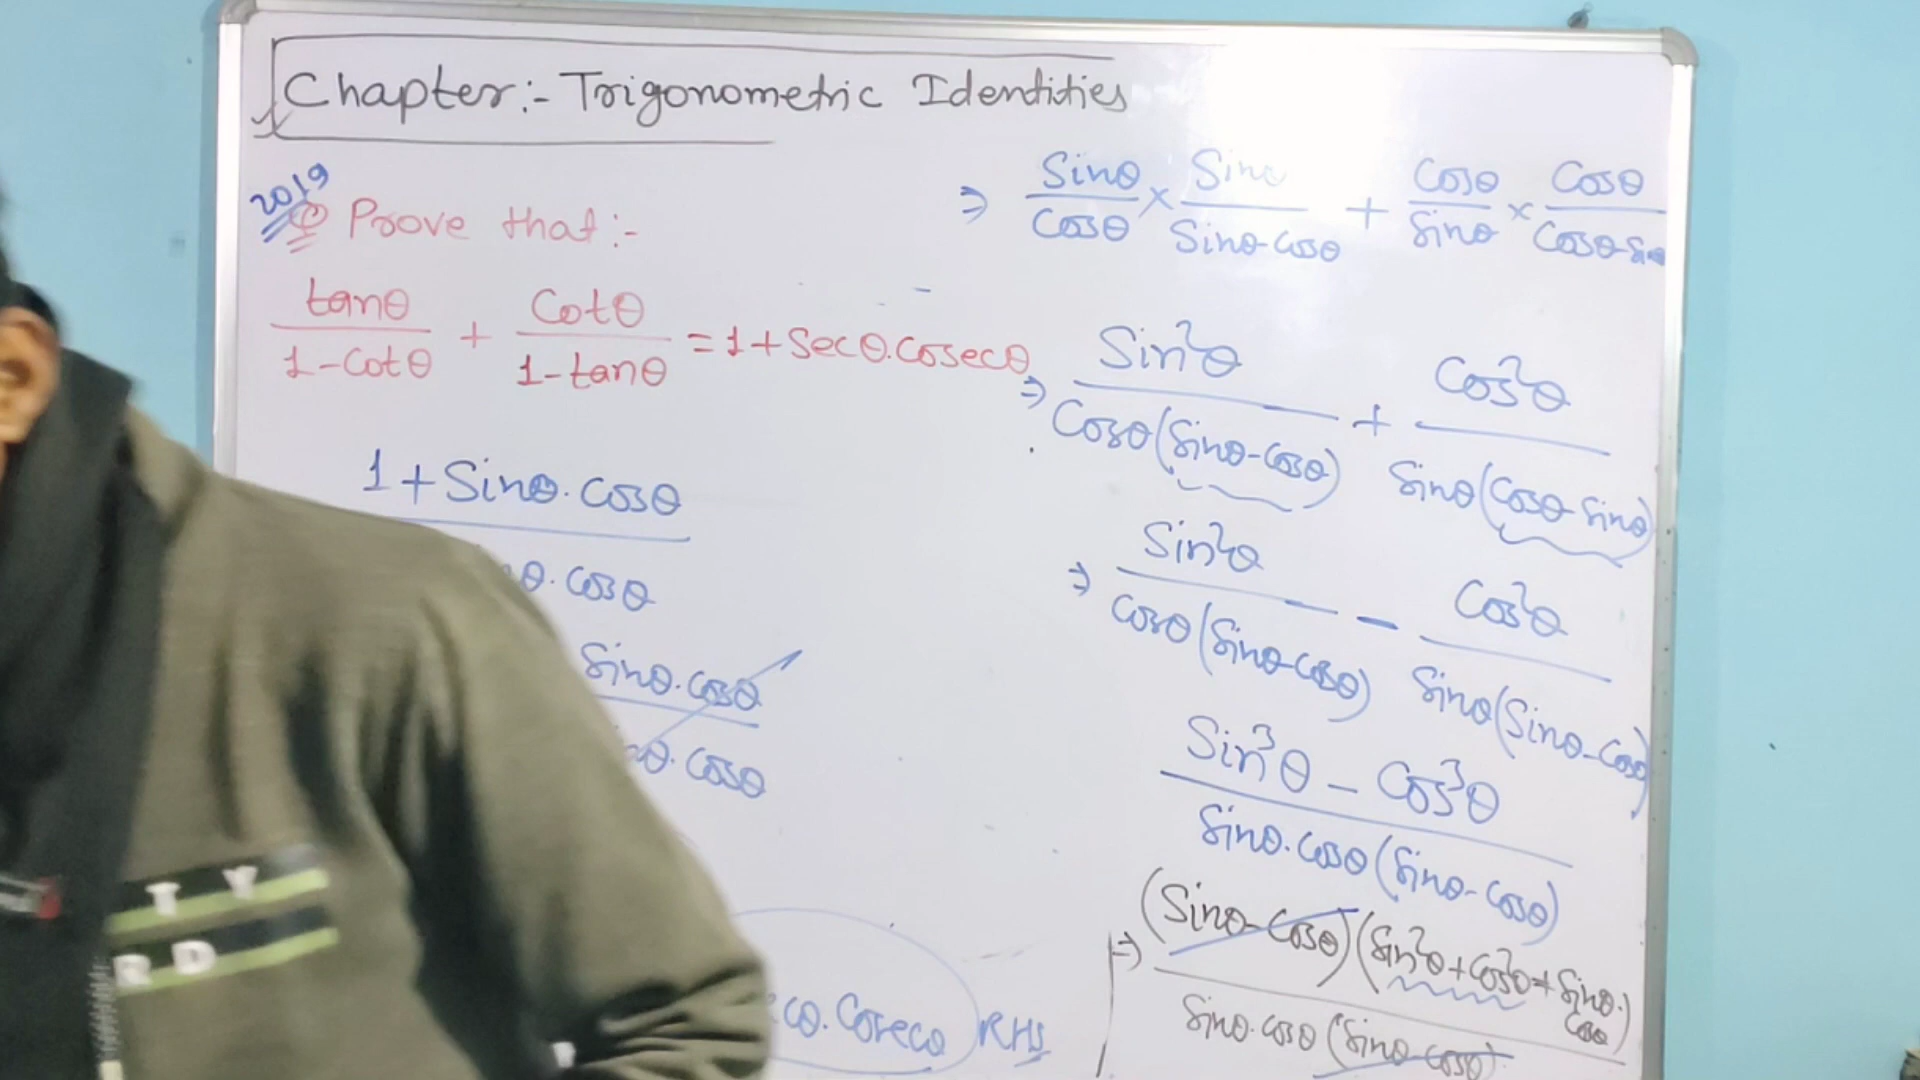 Chapter:- Trigonometric Identities
2019
Q Prove that:-
tanθ/1-cotθ + Cotθ/1-tanθ = 1+Secθ.Cosecθ
1+Sinθ.Cosθ
θ.Cosθ
Sinθ.Cosθ
θ.Cosθ
θ.Cosecθ RHS
⇒ Sinθ/Cosθ × Sinθ/Sinθ-Cosθ + Cosθ/Sinθ × Cosθ/Cosθ-Sinθ
⇒ Sin²θ/Cosθ(Sinθ-Cosθ) + Cos²θ/Sinθ(Cosθ-Sinθ)
⇒ Sin²θ/Cosθ(Sinθ-Cosθ) - Cos²θ/Sinθ(Sinθ-Cosθ)
Sin³θ - Cos³θ/Sinθ.Cosθ(Sinθ-Cosθ)
⇒ (Sinθ-Cosθ)(Sin²θ+Cos²θ+Sinθ.Cosθ)/Sinθ.Cosθ(Sinθ-Cosθ)
T Y
R D